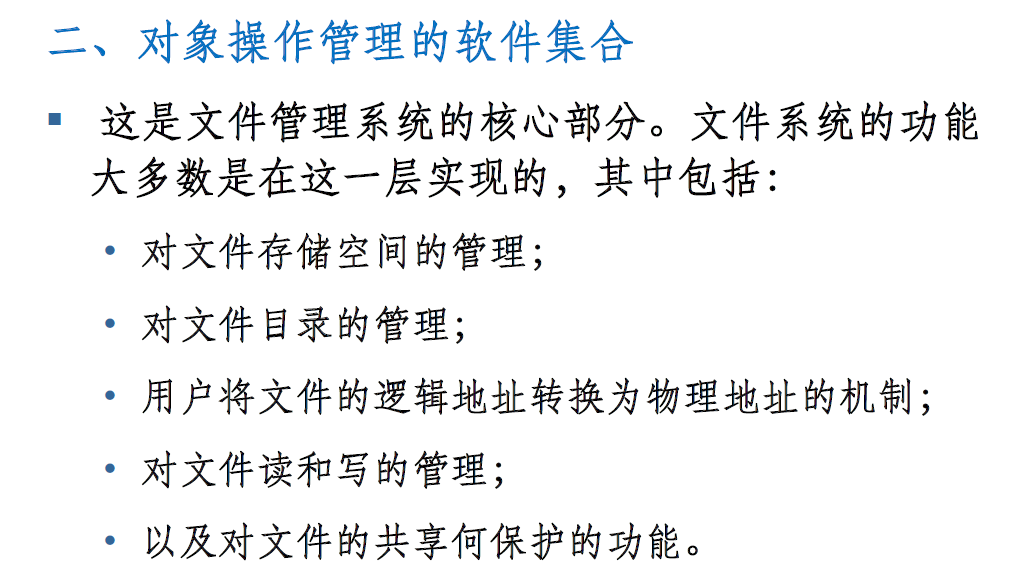 二、对象操作管理的软件集合
这是文件管理系统的核心部分。文件系统的功能
大多数是在这一层实现的，其中包括：
对文件存储空间的管理；
对文件目录的管理；
用户将文件的逻辑地址转换为物理地址的机制；
对文件读和写的管理；
以及对文件的共享何保护的功能。